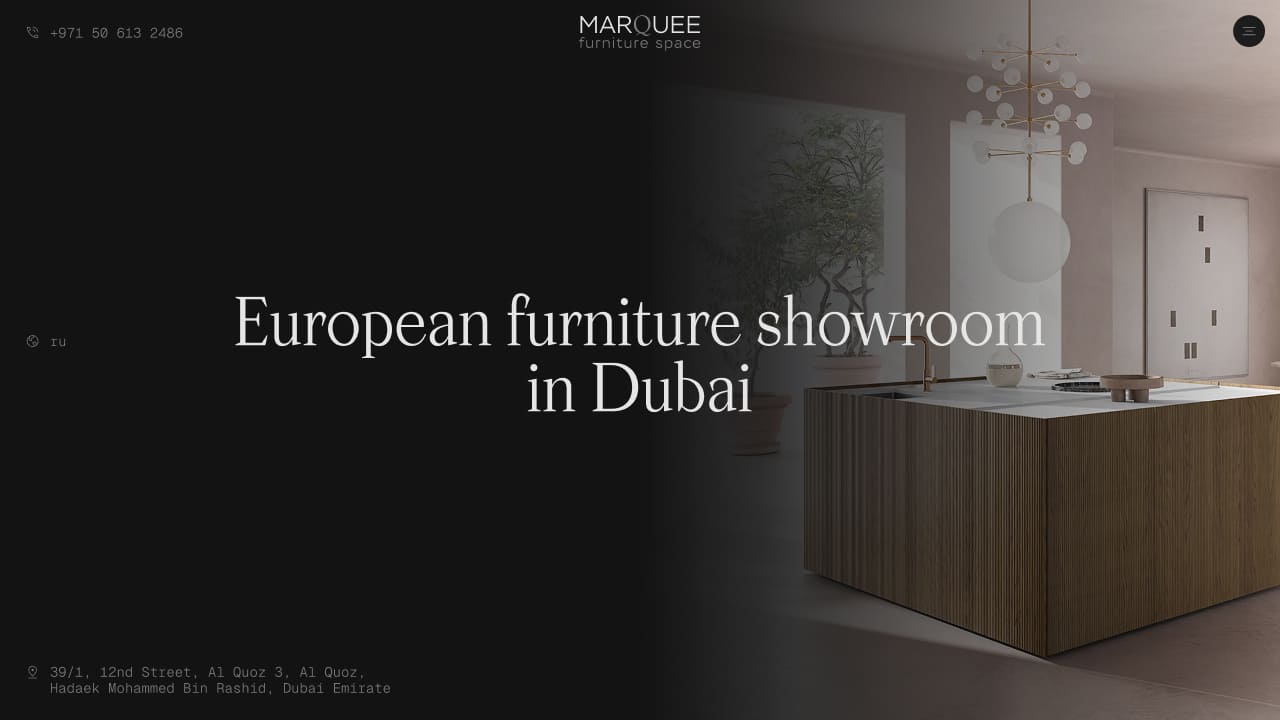 +971 50 613 2486
MARQUEE
furniture space
European furniture showroom
in Dubai
ru
39/1, 12nd Street, Al Quoz 3, Al Quoz,
Hadaek Mohammed Bin Rashid, Dubai Emirate